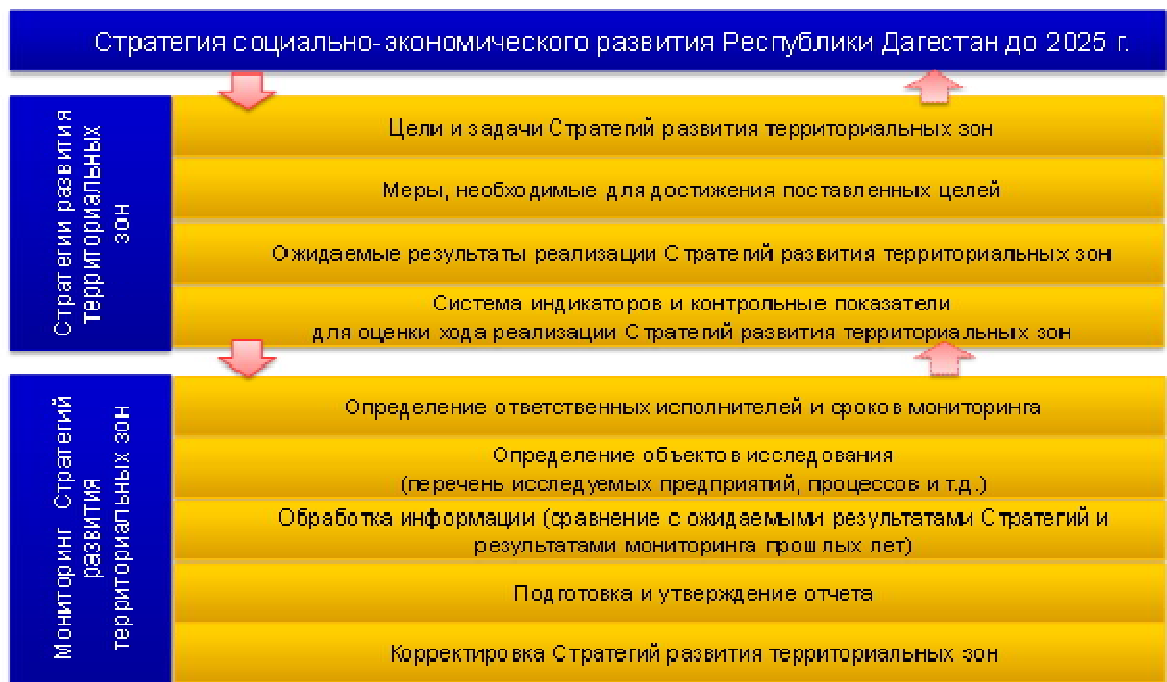 Стратегия социально-экономического развития Республики Дагестан до 2025 г.
Стратегии развития
территориальных
зон
Цели и задачи Стратегий развития территориальных зон
Меры, необходимые для достижения поставленных целей
Ожидаемые результаты реализации Стратегий развития территориальных зон
Система индикаторов и контрольные показатели
для оценки хода реализации Стратегий развития территориальных зон
Мониторинг Стратегий
развития
территориальных зон
Определение ответственных исполнителей и сроков мониторинга
Определение объектов исследования
(перечень исследуемых предприятий, процессов и т.д.)
Обработка информации (сравнение с ожидаемыми результатами Стратегий и
результатами мониторинга прошлых лет)
Подготовка и утверждение отчета
Корректировка Стратегий развития территориальных зон